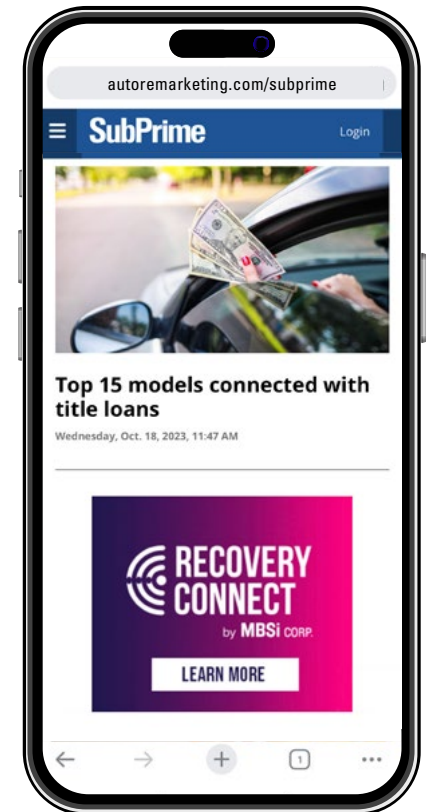 autoremarketing.com/subprime
SubPrime
Login
Top 15 models connected with
title loans
Wednesday, Oct. 18, 2023, 11:47 AM
RECOVERY
CONNECT
by MBSi CORP.
LEARN MORE
1